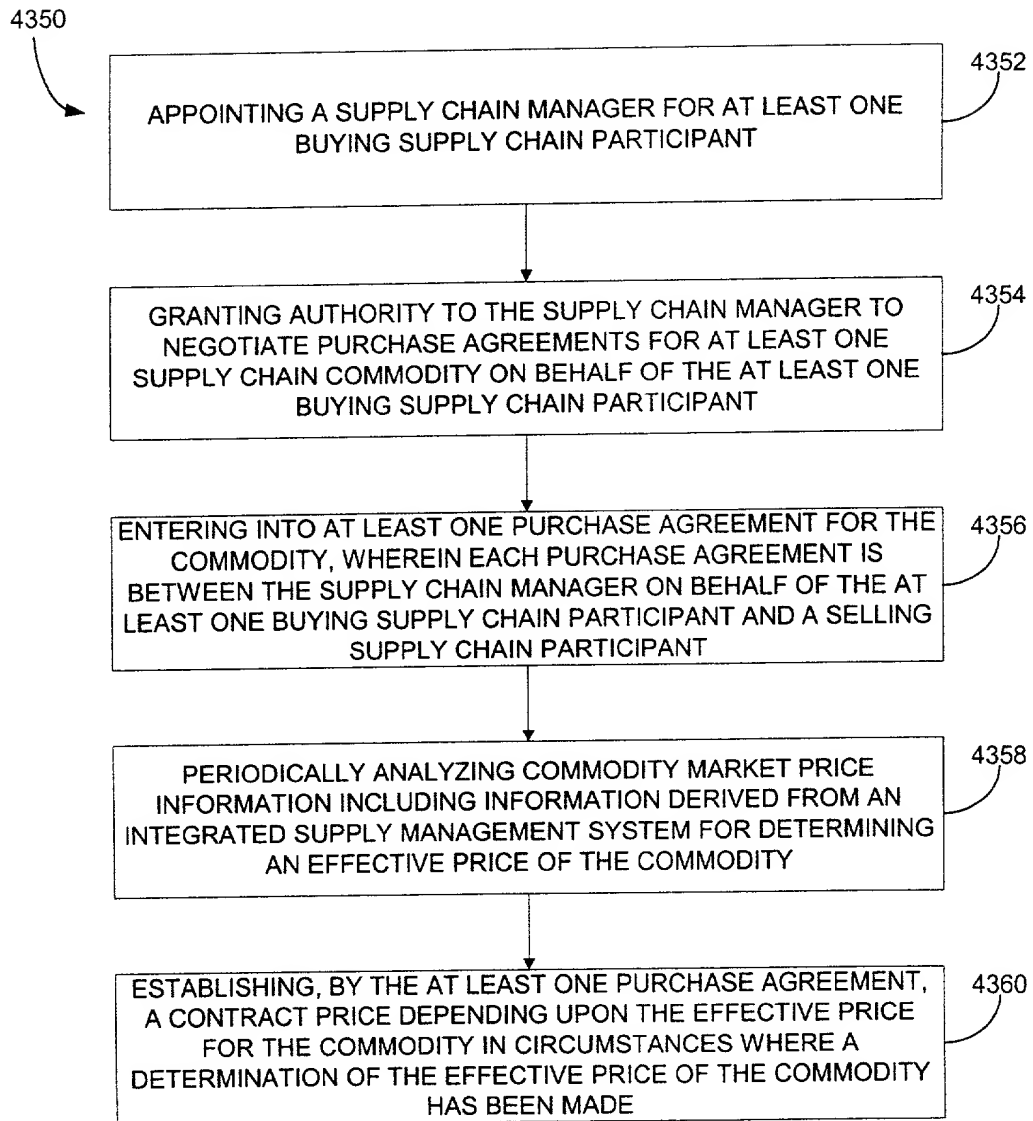 4350
4352
APPOINTING A SUPPLY CHAIN MANAGER FOR AT LEAST ONE
BUYING SUPPLY CHAIN PARTICIPANT
4354
GRANTING AUTHORITY TO THE SUPPLY CHAIN MANAGER TO
NEGOTIATE PURCHASE AGREEMENTS FOR AT LEAST ONE
SUPPLY CHAIN COMMODITY ON BEHALF OF THE AT LEAST ONE
BUYING SUPPLY CHAIN PARTICIPANT
4356
ENTERING INTO AT LEAST ONE PURCHASE AGREEMENT FOR THE
COMMODITY, WHEREIN EACH PURCHASE AGREEMENT IS
BETWEEN THE SUPPLY CHAIN MANAGER ON BEHALF OF THE AT
LEAST ONE BUYING SUPPLY CHAIN PARTICIPANT AND A SELLING
SUPPLY CHAIN PARTICIPANT
4358
PERIODICALLY ANALYZING COMMODITY MARKET PRICE
INFORMATION INCLUDING INFORMATION DERIVED FROM AN
INTEGRATED SUPPLY MANAGEMENT SYSTEM FOR DETERMINING
AN EFFECTIVE PRICE OF THE COMMODITY
4360
ESTABLISHING, BY THE AT LEAST ONE PURCHASE AGREEMENT,
A CONTRACT PRICE DEPENDING UPON THE EFFECTIVE PRICE
FOR THE COMMODITY IN CIRCUMSTANCES WHERE A
DETERMINATION OF THE EFFECTIVE PRICE OF THE COMMODITY
HAS BEEN MADE